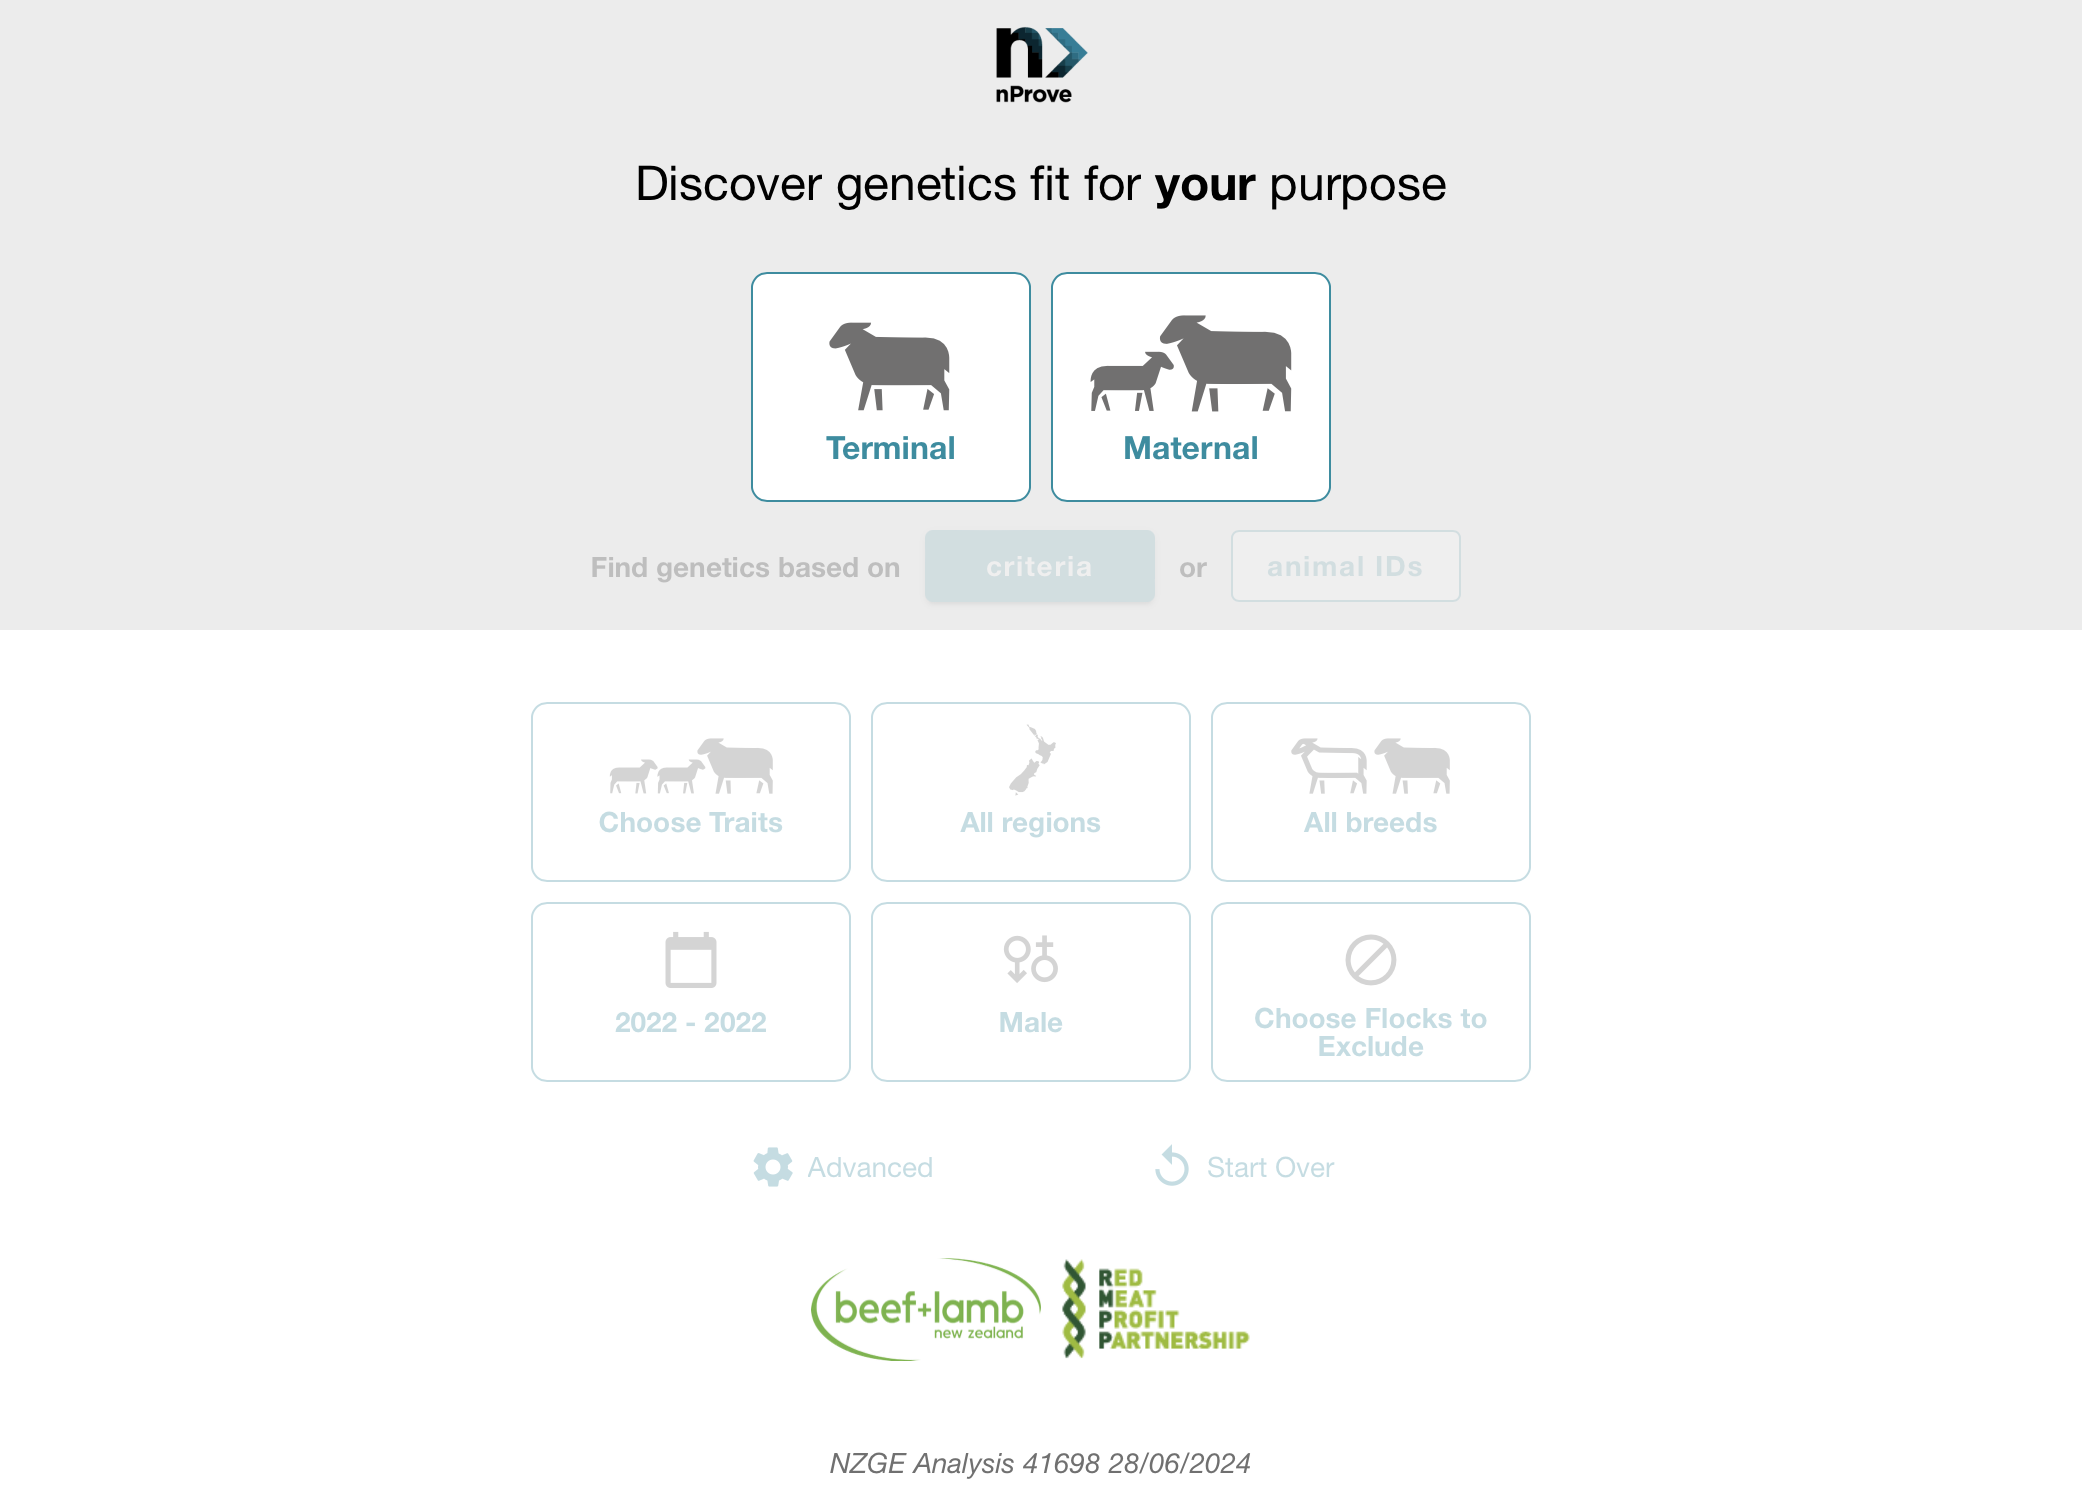 nProve
Discover genetics fit for your purpose
Terminal
Maternal
Find genetics based on criteria or animal IDs
Choose Traits
All regions
All breeds
2022 - 2022
Male
Choose Flocks to
Exclude
Advanced
Start Over
beef+lamb
new zealand
RED
MEAT
PROFIT
PARTNERSHIP
NZGE Analysis 41698 28/06/2024